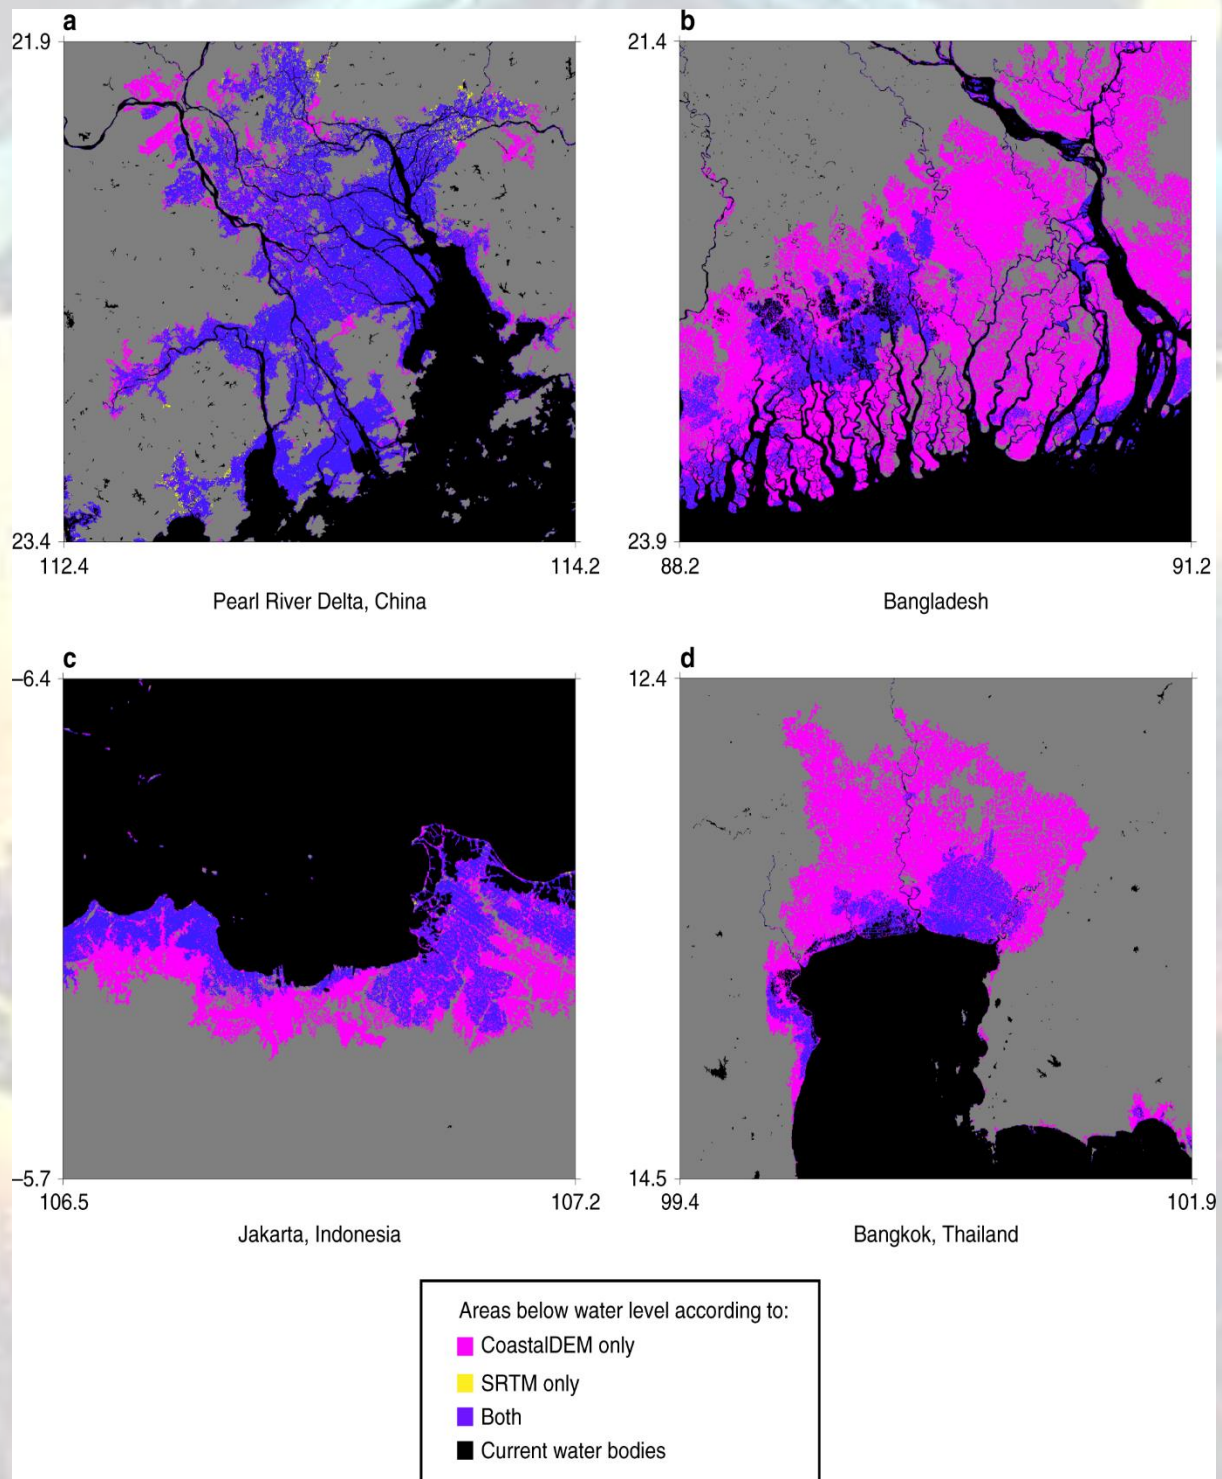 a
21.9
23.4
112.4
114.2
Pearl River Delta, China
b
21.4
23.9
88.2
91.2
Bangladesh
c
–6.4
–5.7
106.5
107.2
Jakarta, Indonesia
d
12.4
14.5
99.4
101.9
Bangkok, Thailand
Areas below water level according to:
CoastalDEM only
SRTM only
Both
Current water bodies